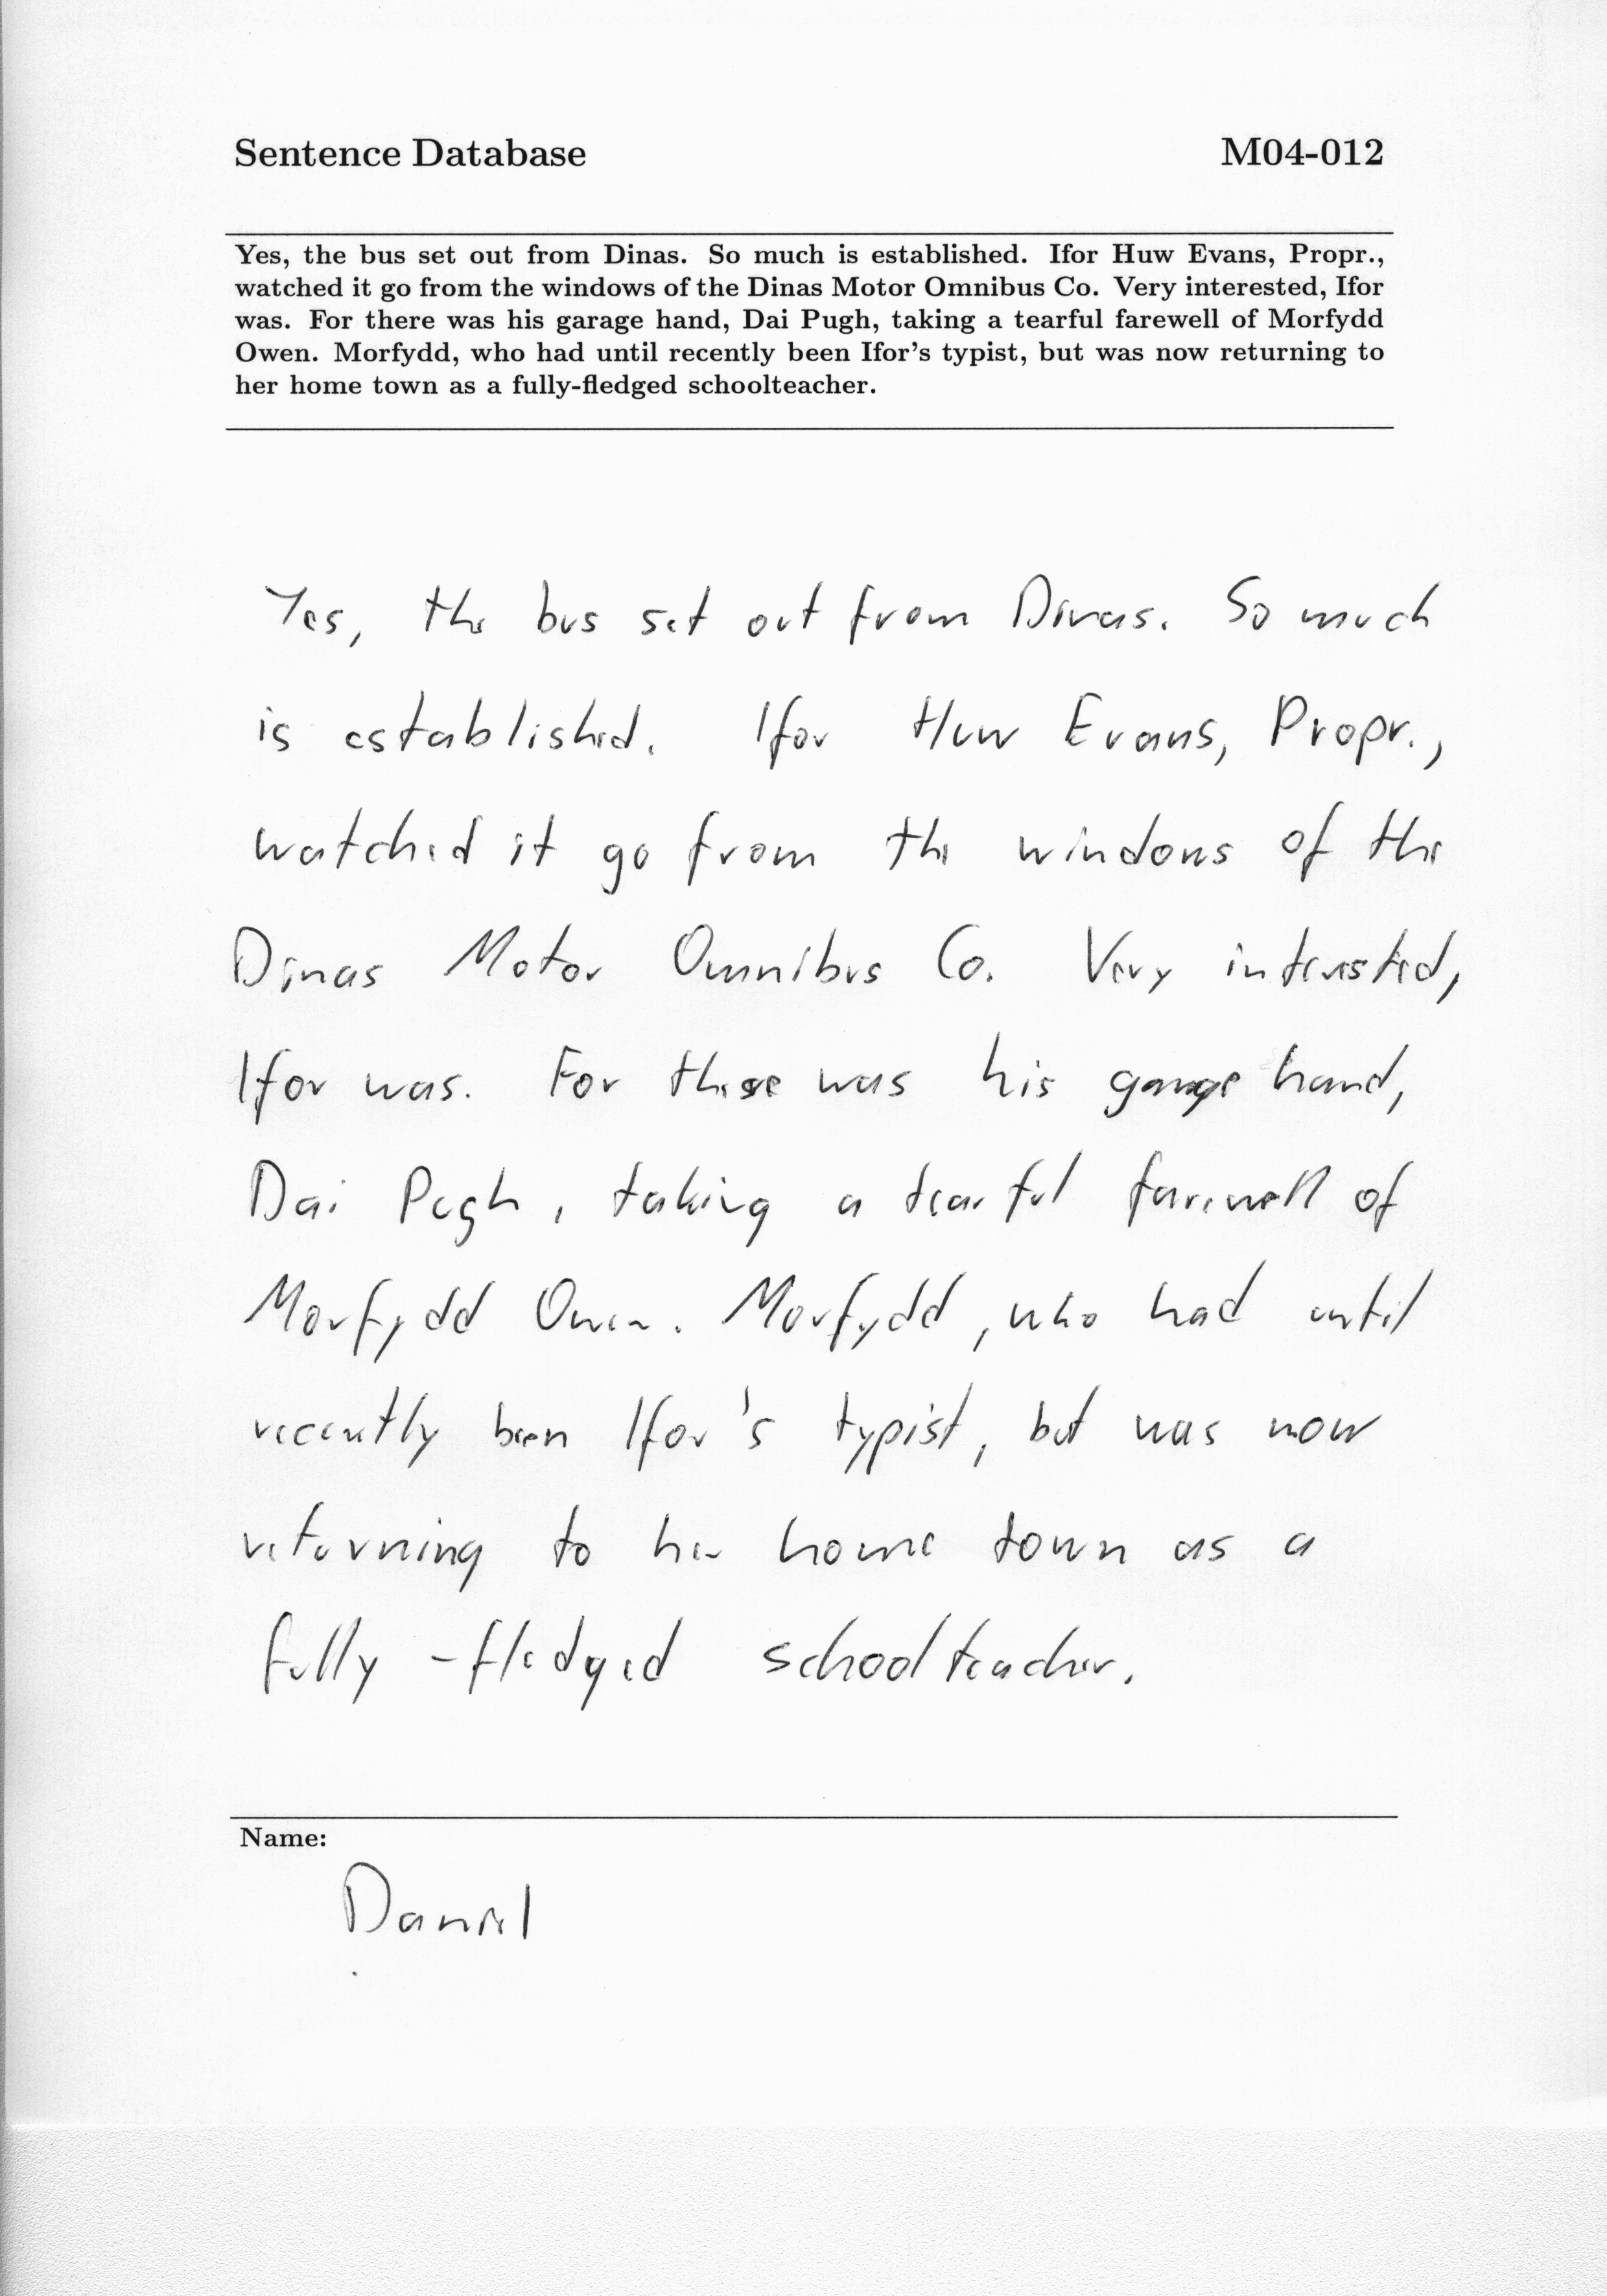 Sentence Database M04-012
Yes, the bus set out from Dinas. So much is established. Ifor Huw Evans, Propr.,
watched it go from the windows of the Dinas Motor Omnibus Co. Very interested, Ifor
was. For there was his garage hand, Dai Pugh, taking a tearful farewell of Morfydd
Owen. Morfydd, who had until recently been Ifor's typist, but was now returning to
her home town as a fully-fledged schoolteacher.
Yes, the bus set out from Dinas. So much
is established. Ifor Huw Evans, Propr.,
watched it go from the windows of the
Dinas Motor Omnibus Co. Very interested,
Ifor was. For there was his garage hand,
Dai Pugh, taking a tearful farewell of
Morfydd Owen. Morfydd, who had until
recently been Ifor's typist, but was now
returning to her home town as a
fully-fledged schoolteacher.
Name:
Daniel